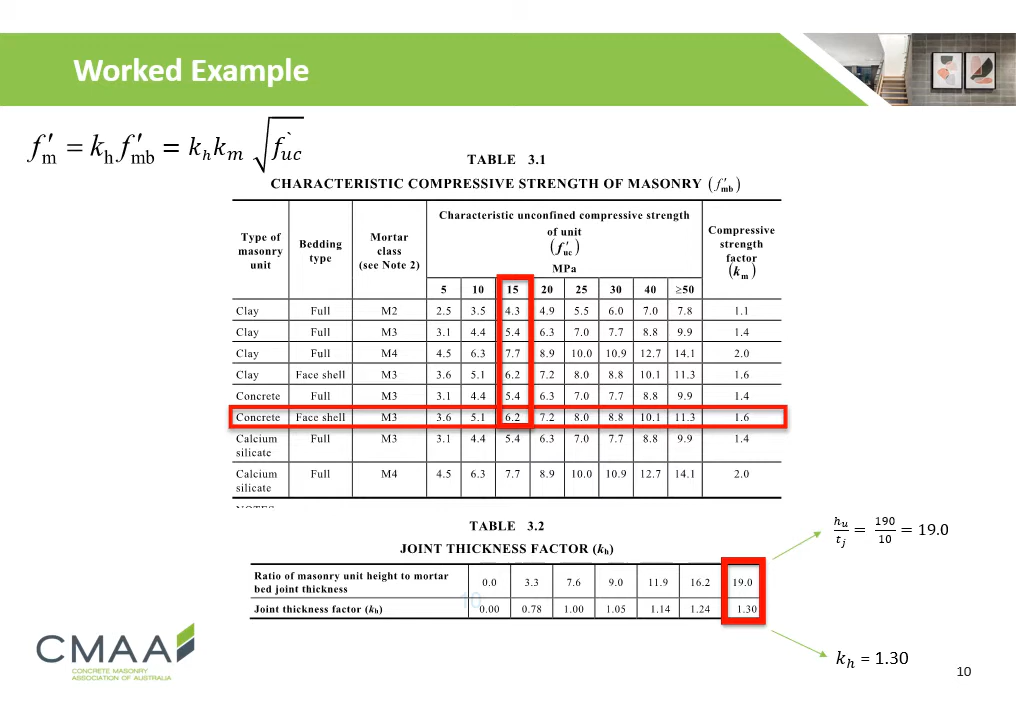 Worked Example
f′m = kh f′mb = khkm √f`uc
TABLE 3.1
CHARACTERISTIC COMPRESSIVE STRENGTH OF MASONRY (f′mb)
Type of masonry unit | Bedding type | Mortar class (see Note 2) | Characteristic unconfined compressive strength of unit (f′uc) MPa | Compressive strength factor (km)
5 10 15 20 25 30 40 ≥50
Clay Full M2 2.5 3.5 4.3 4.9 5.5 6.0 7.0 7.8 1.1
Clay Full M3 3.1 4.4 5.4 6.3 7.0 7.7 8.8 9.9 1.4
Clay Full M4 4.5 6.3 7.7 8.9 10.0 10.9 12.7 14.1 2.0
Clay Face shell M3 3.6 5.1 6.2 7.2 8.0 8.8 10.1 11.3 1.6
Concrete Full M3 3.1 4.4 5.4 6.3 7.0 7.7 8.8 9.9 1.4
Concrete Face shell M3 3.6 5.1 6.2 7.2 8.0 8.8 10.1 11.3 1.6
Calcium silicate Full M3 3.1 4.4 5.4 6.3 7.0 7.7 8.8 9.9 1.4
Calcium silicate Full M4 4.5 6.3 7.7 8.9 10.0 10.9 12.7 14.1 2.0
TABLE 3.2
JOINT THICKNESS FACTOR (kh)
Ratio of masonry unit height to mortar bed joint thickness 0.0 3.3 7.6 9.0 11.9 16.2 19.0
Joint thickness factor (kh) 0.00 0.78 1.00 1.05 1.14 1.24 1.30
10
hu/tj = 190/10 = 19.0
kh = 1.30
CMAA
CONCRETE MASONRY
ASSOCIATION OF AUSTRALIA
10